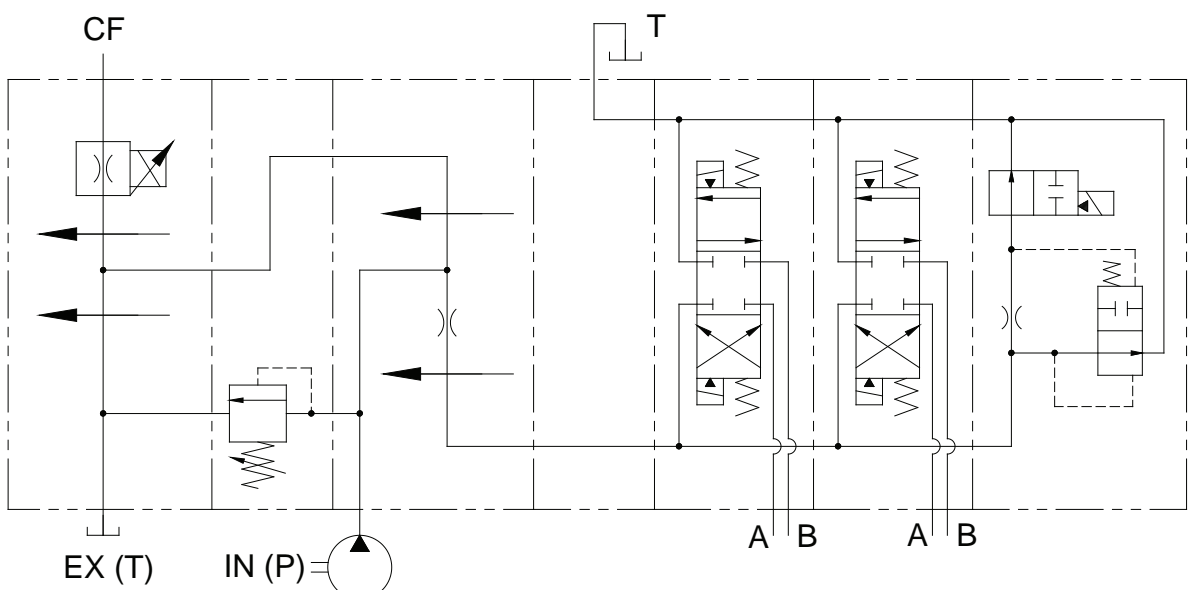 CF
T
EX (T)
IN (P)
A B
A B